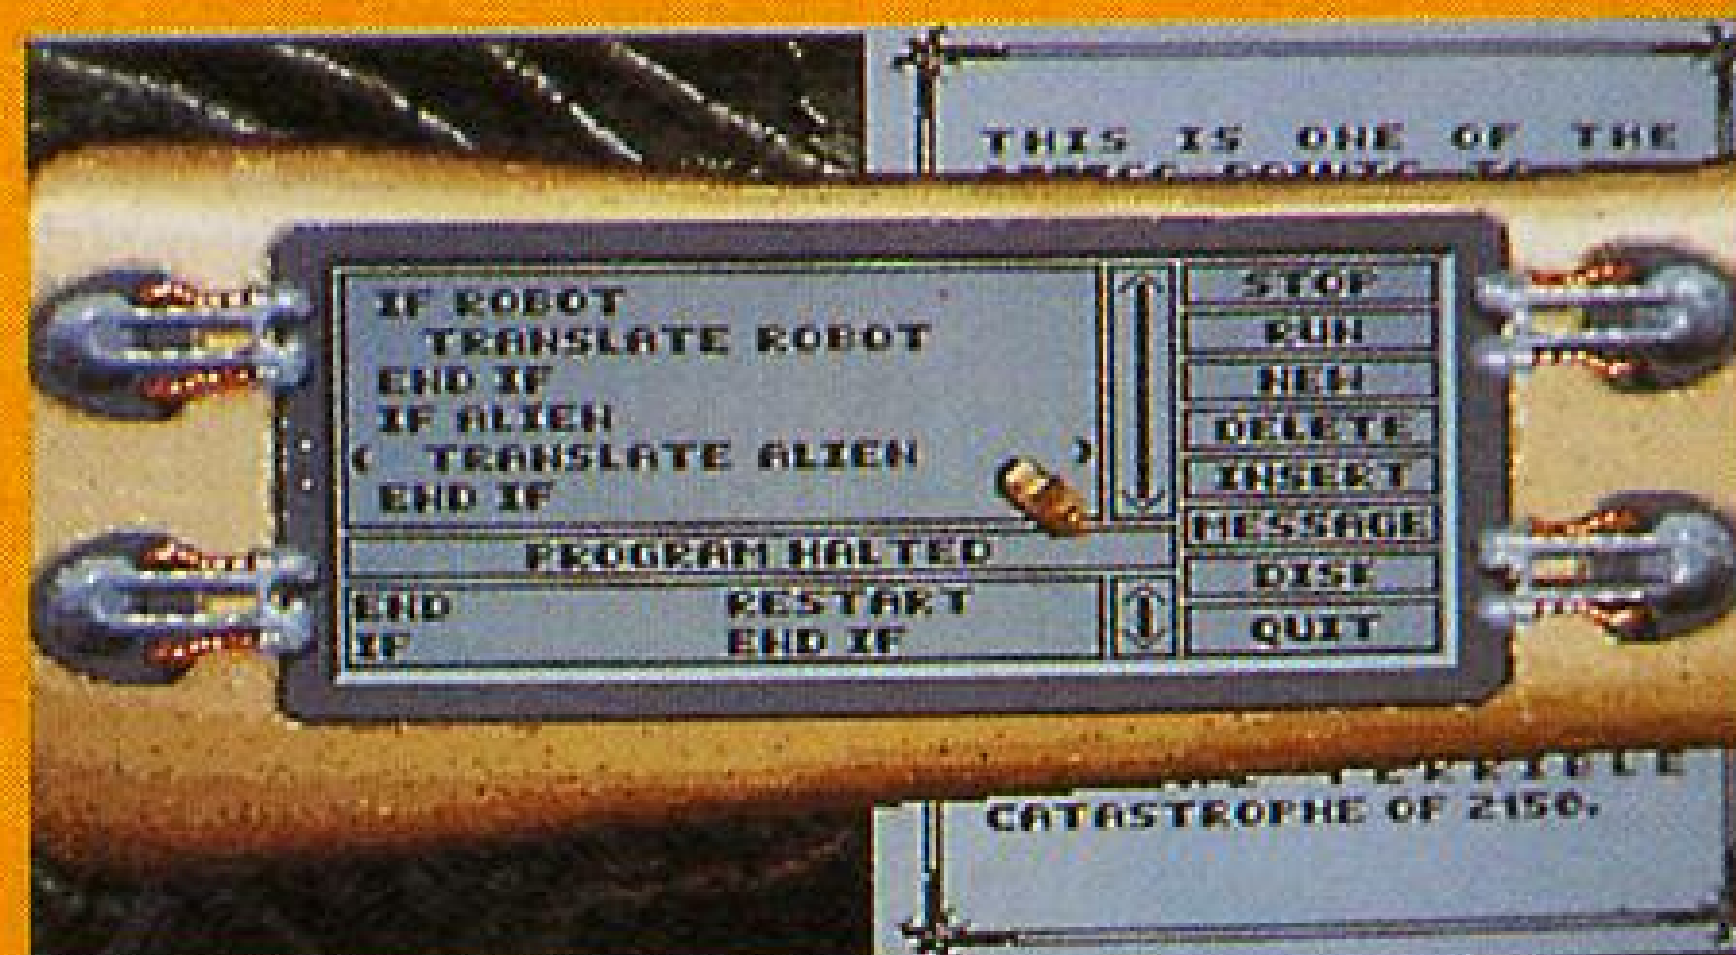 THIS IS ONE OF THE
IF ROBOT
TRANSLATE ROBOT
END IF
IF ALIEN
< TRANSLATE ALIEN >
END IF
PROGRAM HALTED
END RESTART
IF END IF
STOP
RUN
NEW
DELETE
INSERT
MESSAGE
DISK
QUIT
TERRIBLE
CATASTROPHE OF 2150.